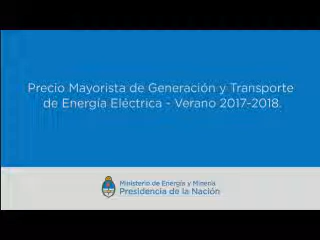 Precio Mayorista de Generación y Transporte
de Energía Eléctrica - Verano 2017-2018.
Ministerio de Energía y Minería
Presidencia de la Nación